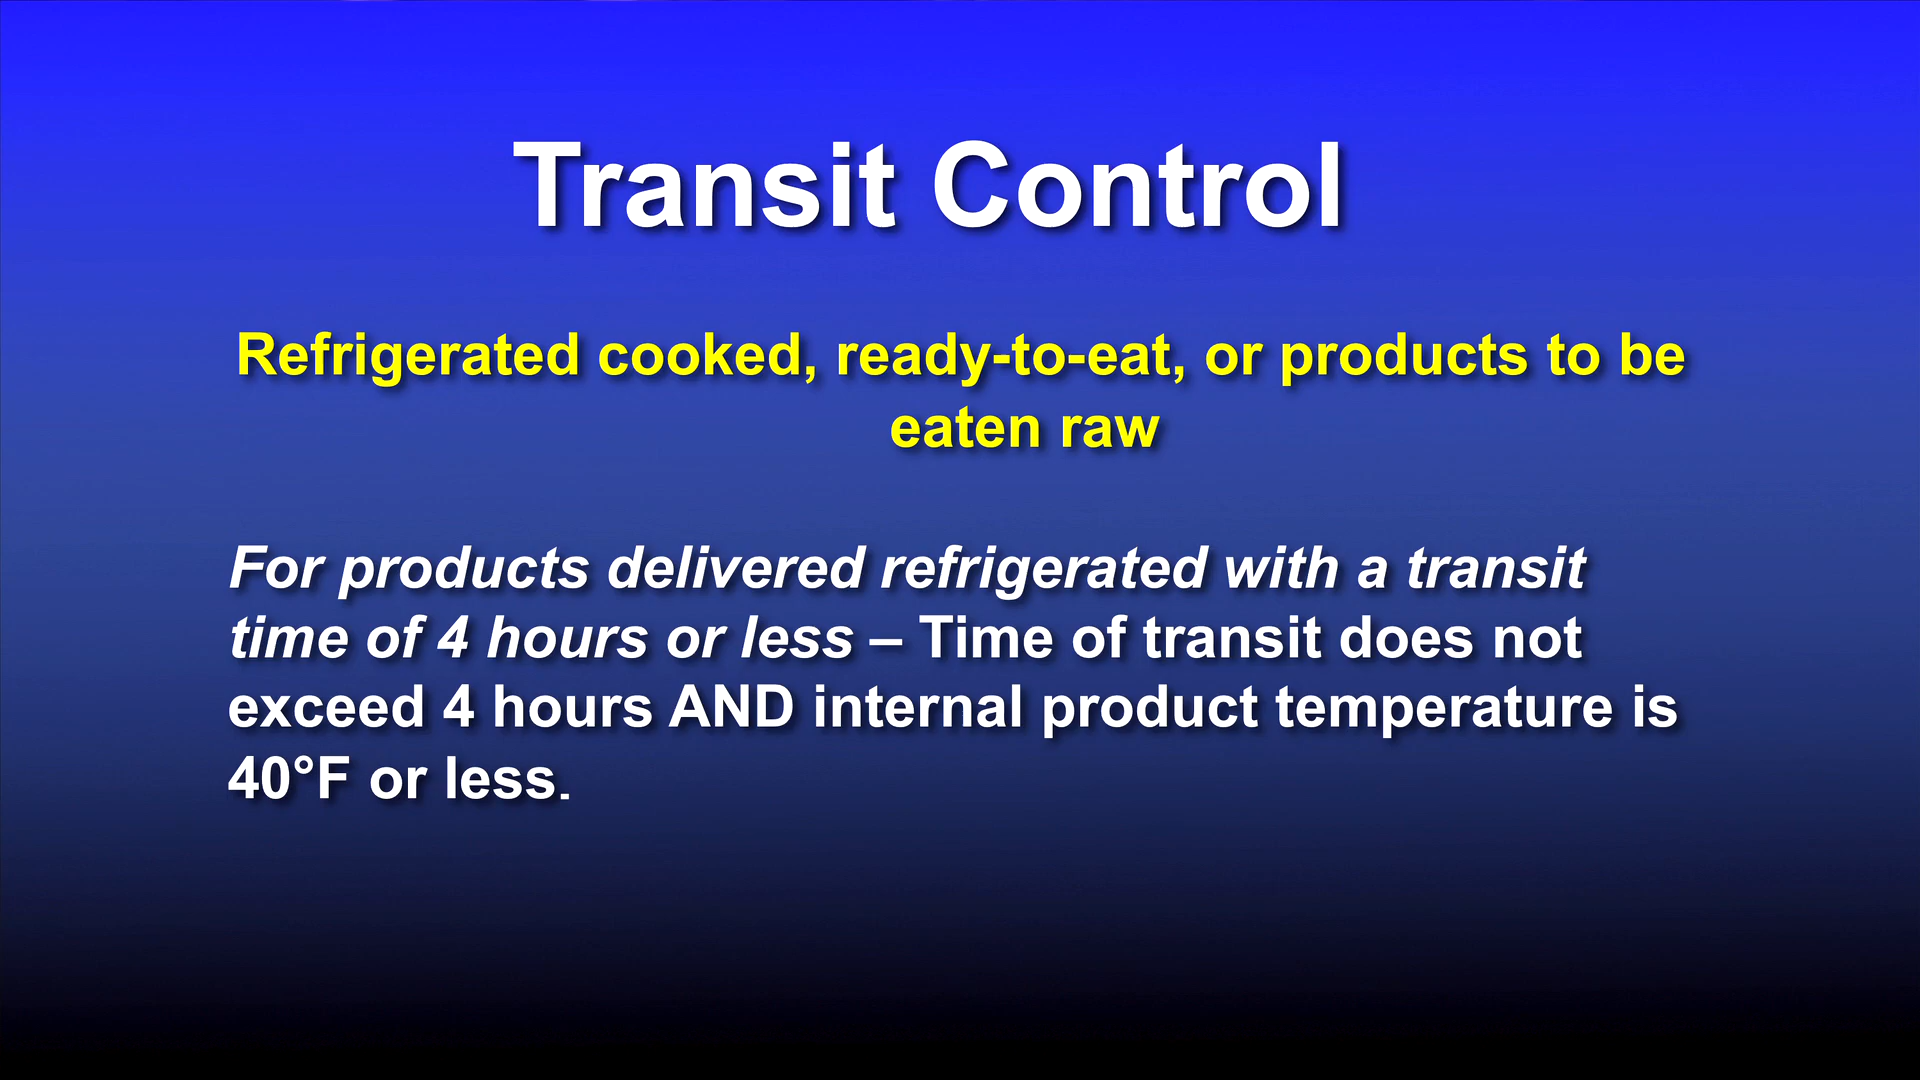 Transit Control
Refrigerated cooked, ready-to-eat, or products to be
eaten raw
For products delivered refrigerated with a transit
time of 4 hours or less – Time of transit does not
exceed 4 hours AND internal product temperature is
40°F or less.